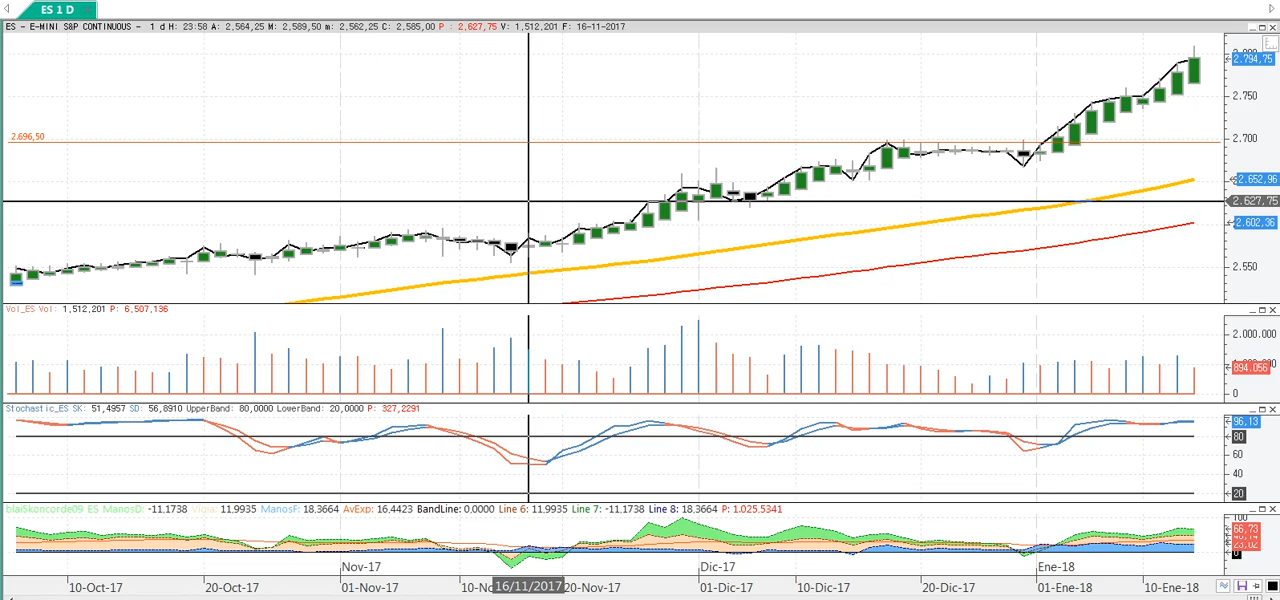 ES 1 D
ES - E-MINI S&P CONTINUOUS - 1 d H: 23:58 A: 2,564,25 M: 2,589,50 m: 2,562,25 C: 2,585,00 P : 2,627,75 V: 1,512,201 F: 16-11-2017
2.794,75
2.750
2.696,50
2.700
2.652,96
2.627,75
2.602,36
2.550
Vol_ES Vol: 1,512,201 P: 6,507,136
2.000.000
894.056
0
Stochastic_ES SK: 51,4957 SD: 56,8910 UpperBand: 80,0000 LowerBand: 20,0000 P: 327,2291
96,13
80
60
40
20
blai5koncorde09 ES ManosD: -11,1738 Vigia: 11,9935 ManosF: 18,3664 AvExp: 16,4423 BandLine: 0,0000 Line 6: 11,9935 Line 7: -11,1738 Line 8: 18,3664 P: 1.025,5341
100
66,73
23,02
0
Nov-17 Dic-17 Ene-18
10-Oct-17 20-Oct-17 01-Nov-17 10-No 16/11/2017 20-Nov-17 01-Dic-17 10-Dic-17 20-Dic-17 01-Ene-18 10-Ene-18